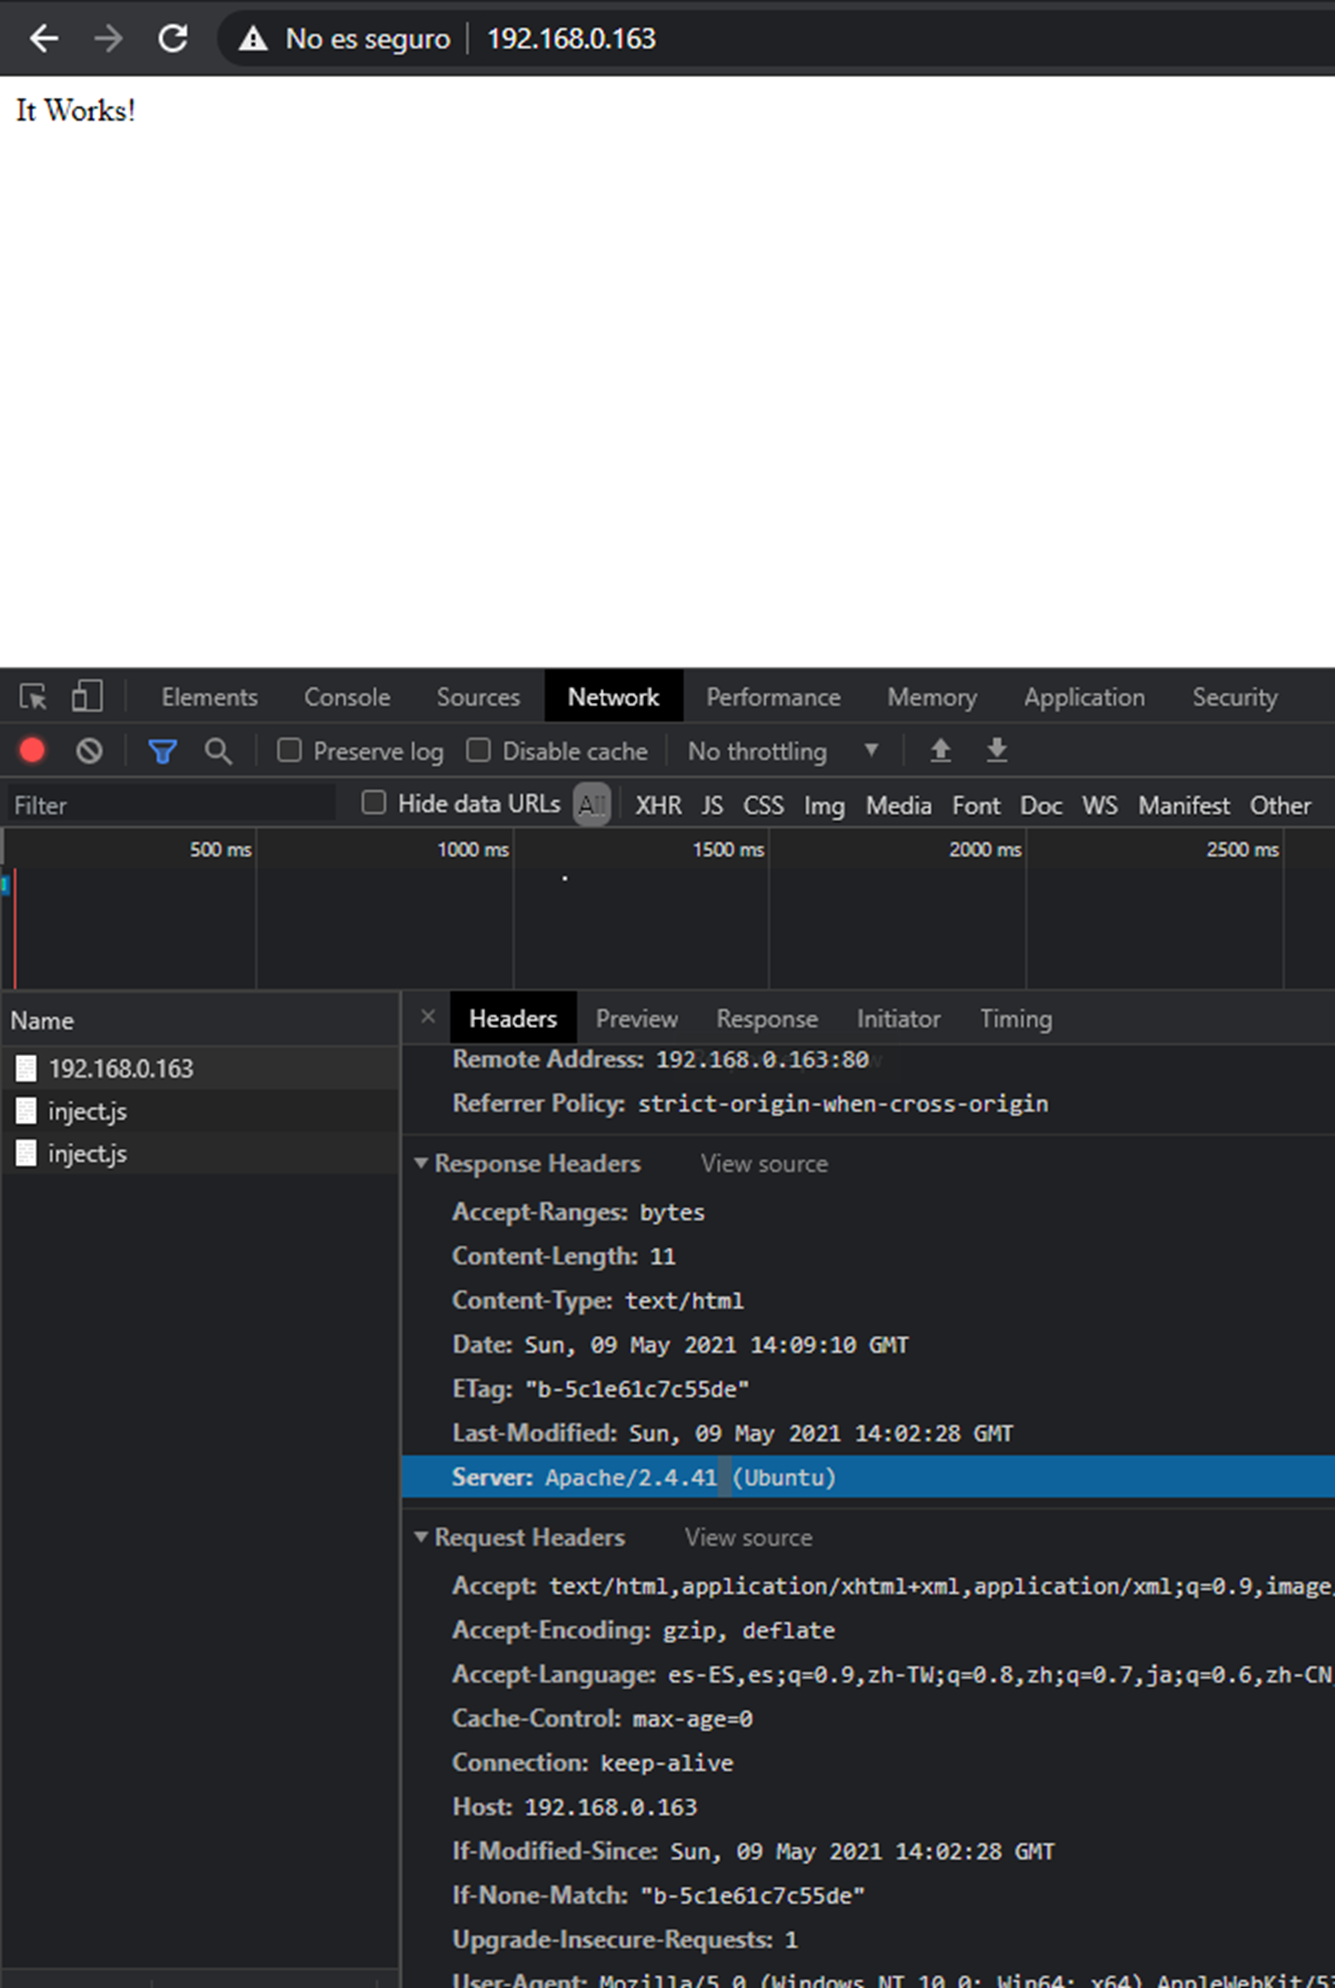 No es seguro 192.168.0.163
It Works!
Elements Console Sources Network Performance Memory Application Security
Preserve log Disable cache No throttling
Filter Hide data URLs All XHR JS CSS Img Media Font Doc WS Manifest Other
500 ms 1000 ms 1500 ms 2000 ms 2500 ms
Name
192.168.0.163
inject.js
inject.js
Headers Preview Response Initiator Timing
Remote Address: 192.168.0.163:80
Referrer Policy: strict-origin-when-cross-origin
Response Headers View source
Accept-Ranges: bytes
Content-Length: 11
Content-Type: text/html
Date: Sun, 09 May 2021 14:09:10 GMT
ETag: "b-5c1e61c7c55de"
Last-Modified: Sun, 09 May 2021 14:02:28 GMT
Server: Apache/2.4.41 (Ubuntu)
Request Headers View source
Accept: text/html,application/xhtml+xml,application/xml;q=0.9,image/
Accept-Encoding: gzip, deflate
Accept-Language: es-ES,es;q=0.9,zh-TW;q=0.8,zh;q=0.7,ja;q=0.6,zh-CN
Cache-Control: max-age=0
Connection: keep-alive
Host: 192.168.0.163
If-Modified-Since: Sun, 09 May 2021 14:02:28 GMT
If-None-Match: "b-5c1e61c7c55de"
Upgrade-Insecure-Requests: 1
User-Agent: Mozilla/5.0 (Windows NT 10.0; Win64; x64) AppleWebKit/53